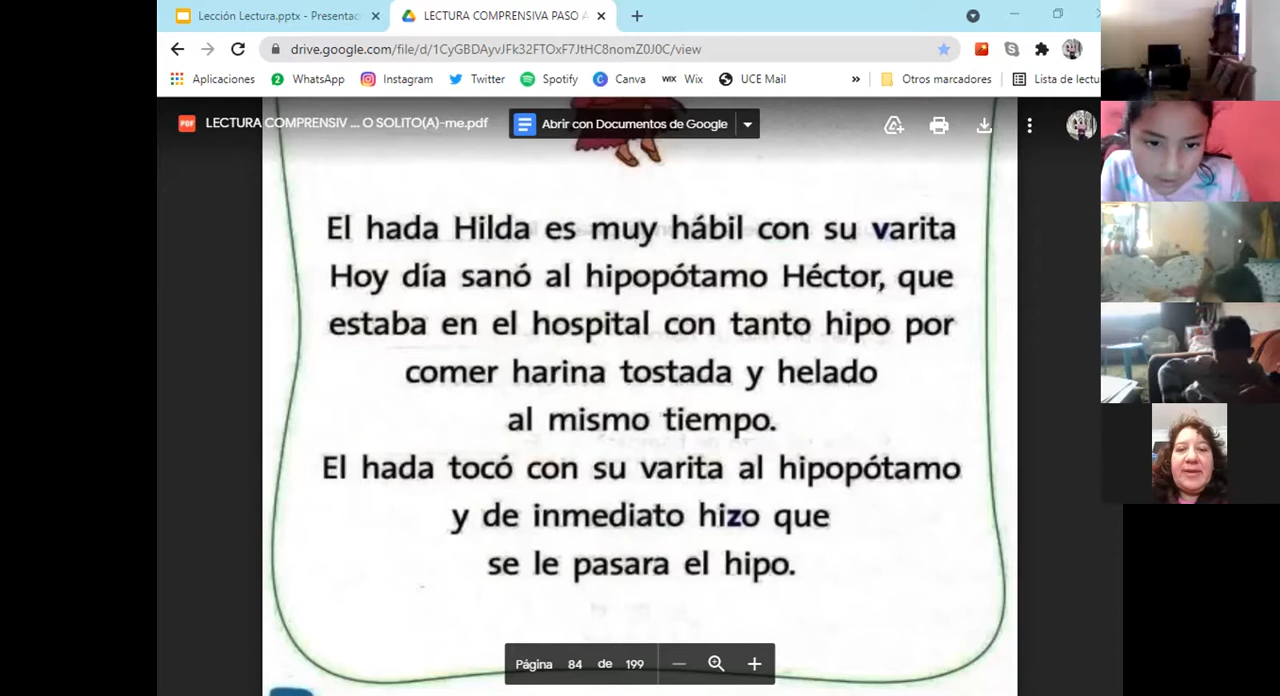 Lección Lectura.pptx - Presentac
LECTURA COMPRENSIVA PASO A
drive.google.com/file/d/1CyGBDAyvJFk32FTOxF7JtHC8nomZ0J0C/view
Aplicaciones WhatsApp Instagram Twitter Spotify Canva WiX Wix UCE Mail » Otros marcadores Lista de lectu
PDF LECTURA COMPRENSIV ... O SOLITO(A)-me.pdf Abrir con Documentos de Google
El hada Hilda es muy hábil con su varita
Hoy día sanó al hipopótamo Héctor, que
estaba en el hospital con tanto hipo por
comer harina tostada y helado
al mismo tiempo.
El hada tocó con su varita al hipopótamo
y de inmediato hizo que
se le pasara el hipo.
Página 84 de 199